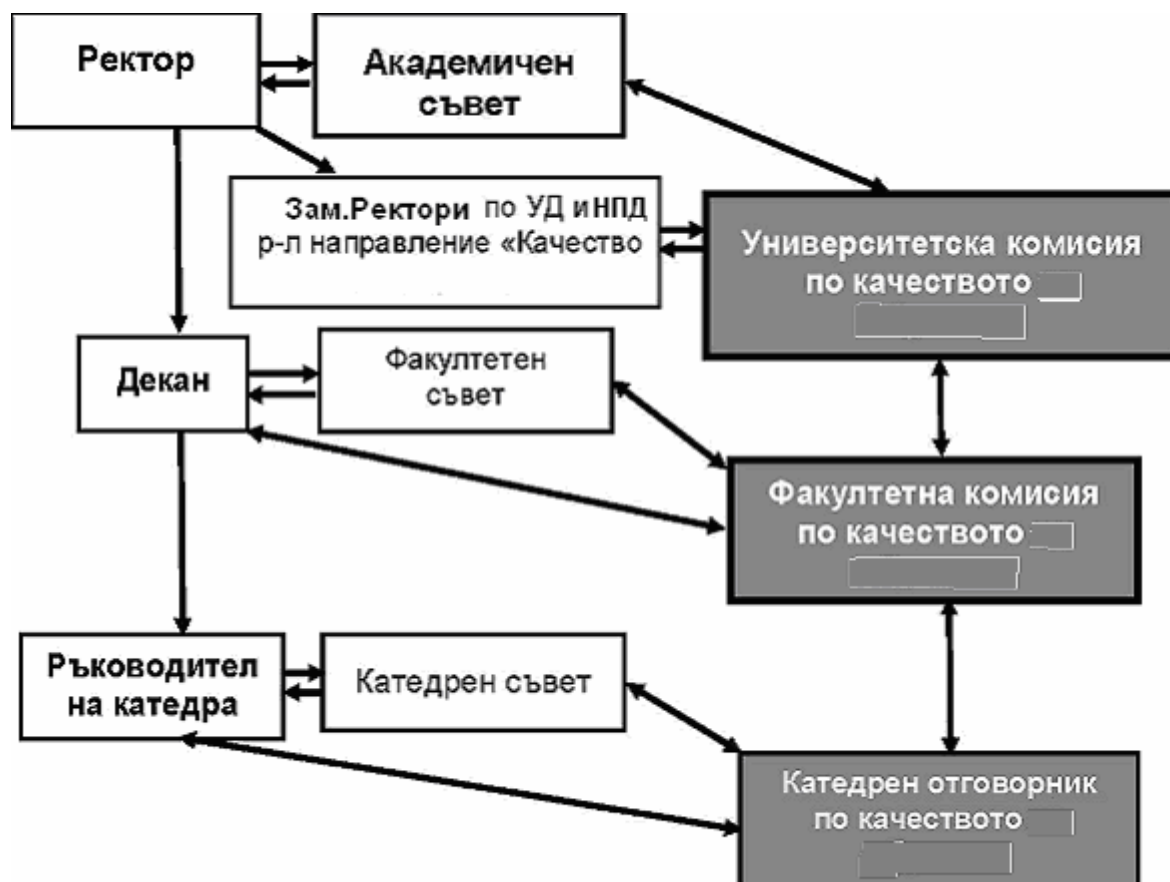 Ректор
Академичен
съвет
Зам.Ректори по УД иНПД
р-л направление «Качество
Университетска комисия
по качеството
Декан
Факултетен
съвет
Факултетна комисия
по качеството
Ръководител
на катедра
Катедрен съвет
Катедрен отговорник
по качеството